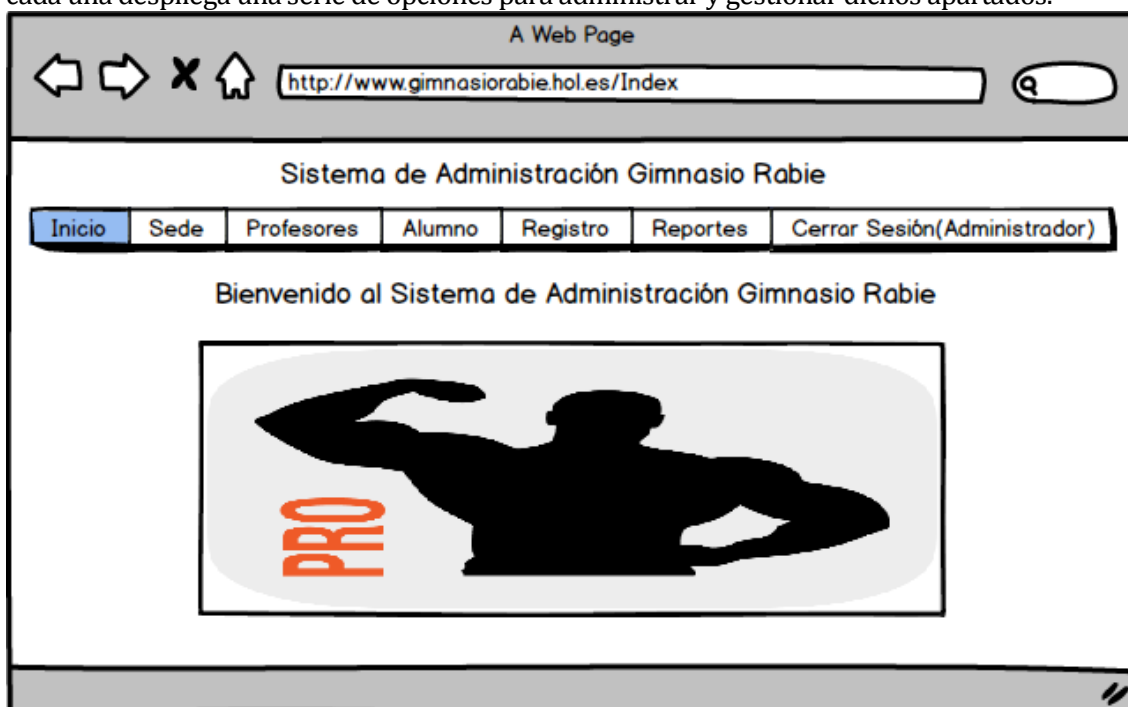 cada una despliega una serie de opciones para administrar y gestionar dichos apartados.
A Web Page
http://www.gimnasiorabie.hol.es/Index
Sistema de Administración Gimnasio Rabie
Inicio Sede Profesores Alumno Registro Reportes Cerrar Sesión(Administrador)
Bienvenido al Sistema de Administración Gimnasio Rabie
PRO